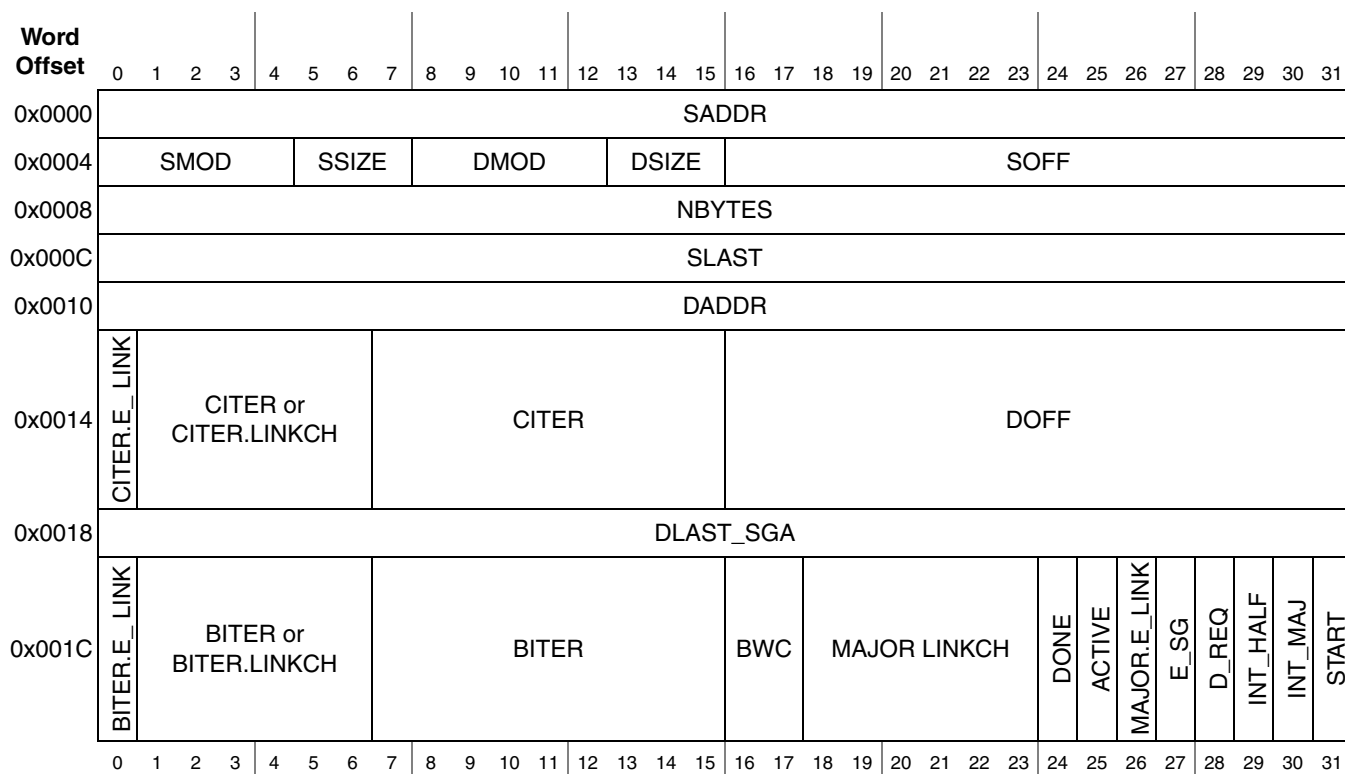 Word
Offset 0 1 2 3 4 5 6 7 8 9 10 11 12 13 14 15 16 17 18 19 20 21 22 23 24 25 26 27 28 29 30 31
0x0000 SADDR
0x0004 SMOD SSIZE DMOD DSIZE SOFF
0x0008 NBYTES
0x000C SLAST
0x0010 DADDR
0x0014 CITER.E_ LINK CITER or
CITER.LINKCH CITER DOFF
0x0018 DLAST_SGA
0x001C BITER.E_ LINK BITER or
BITER.LINKCH BITER BWC MAJOR LINKCH DONE ACTIVE MAJOR.E_LINK E_SG D_REQ INT_HALF INT_MAJ START
0 1 2 3 4 5 6 7 8 9 10 11 12 13 14 15 16 17 18 19 20 21 22 23 24 25 26 27 28 29 30 31